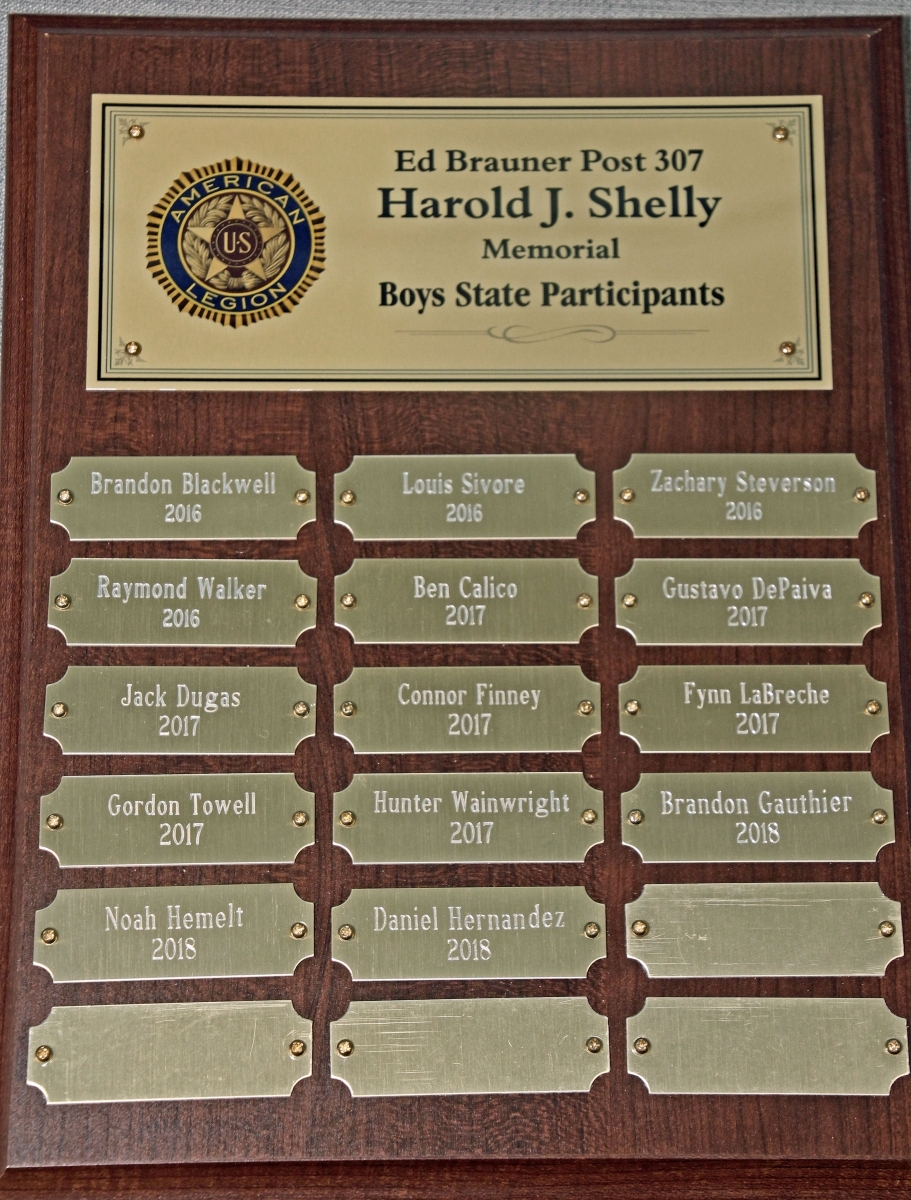 AMERICAN
U.S
LEGION
Ed Brauner Post 307
Harold J. Shelly
Memorial
Boys State Participants
Brandon Blackwell
2016
Louis Sivore
2016
Zachary Steverson
2016
Raymond Walker
2016
Ben Calico
2017
Gustavo DePaiva
2017
Jack Dugas
2017
Connor Finney
2017
Fynn LaBreche
2017
Gordon Towell
2017
Hunter Wainwright
2017
Brandon Gauthier
2018
Noah Hemelt
2018
Daniel Hernandez
2018